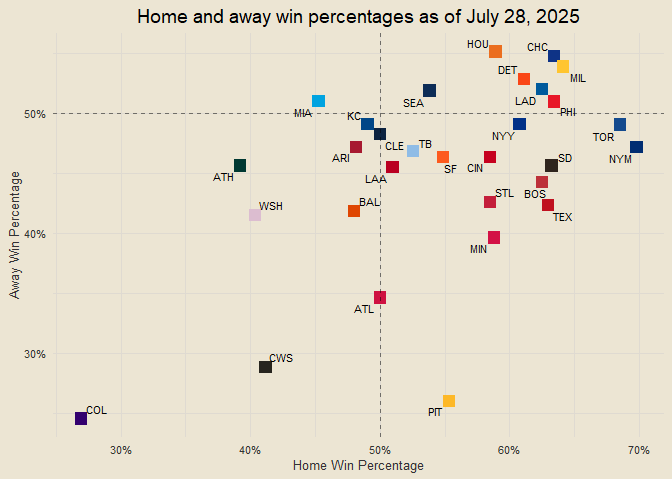 Home and away win percentages as of July 28, 2025
Away Win Percentage
50%
40%
30%
HOU
CHC
DET
MIL
SEA
LAD
MIA
PHI
KC
NYY
TOR
CLE
TB
ARI
SF
CIN
SD
NYM
ATH
LAA
WSH
BAL
STL
BOS
TEX
MIN
ATL
CWS
COL
PIT
30%
40%
50%
60%
70%
Home Win Percentage